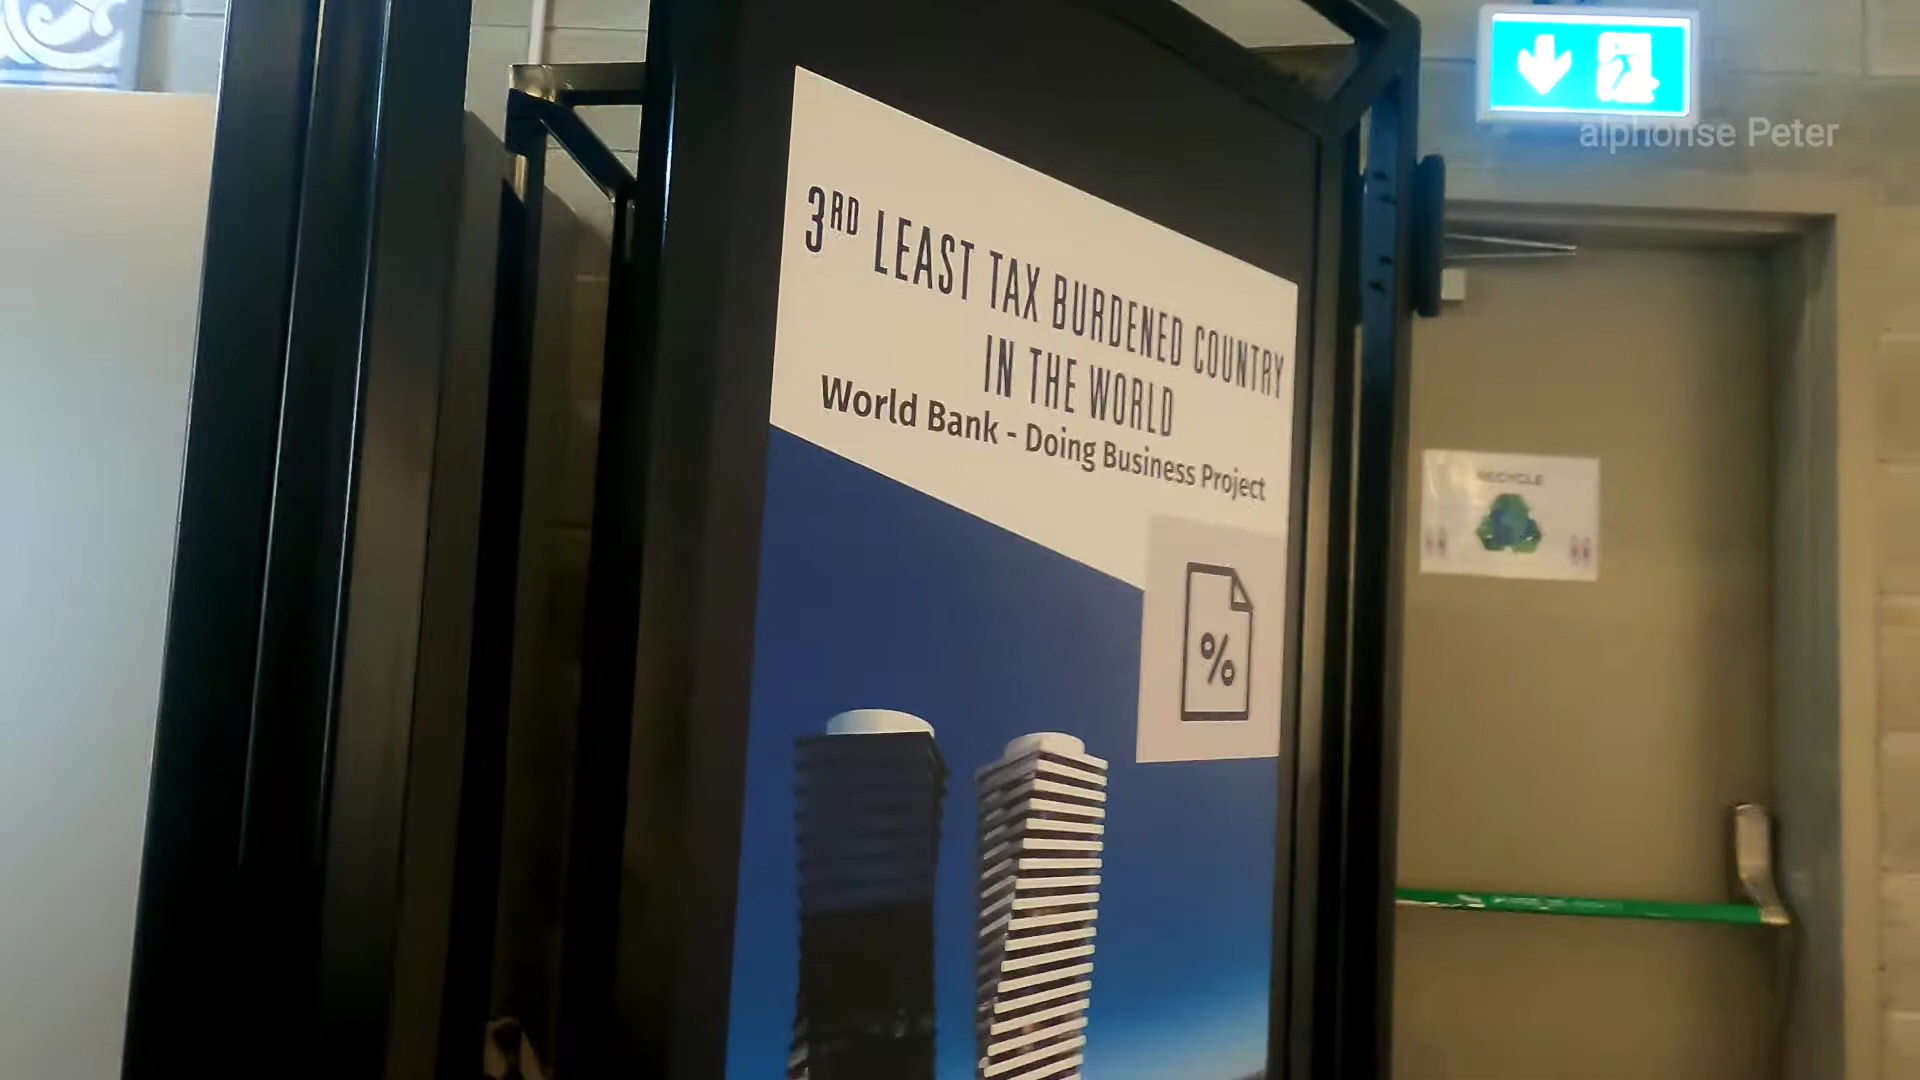 alphonse Peter
3RD LEAST TAX BURDENED COUNTRY
IN THE WORLD
World Bank - Doing Business Project
%
RECYCLE